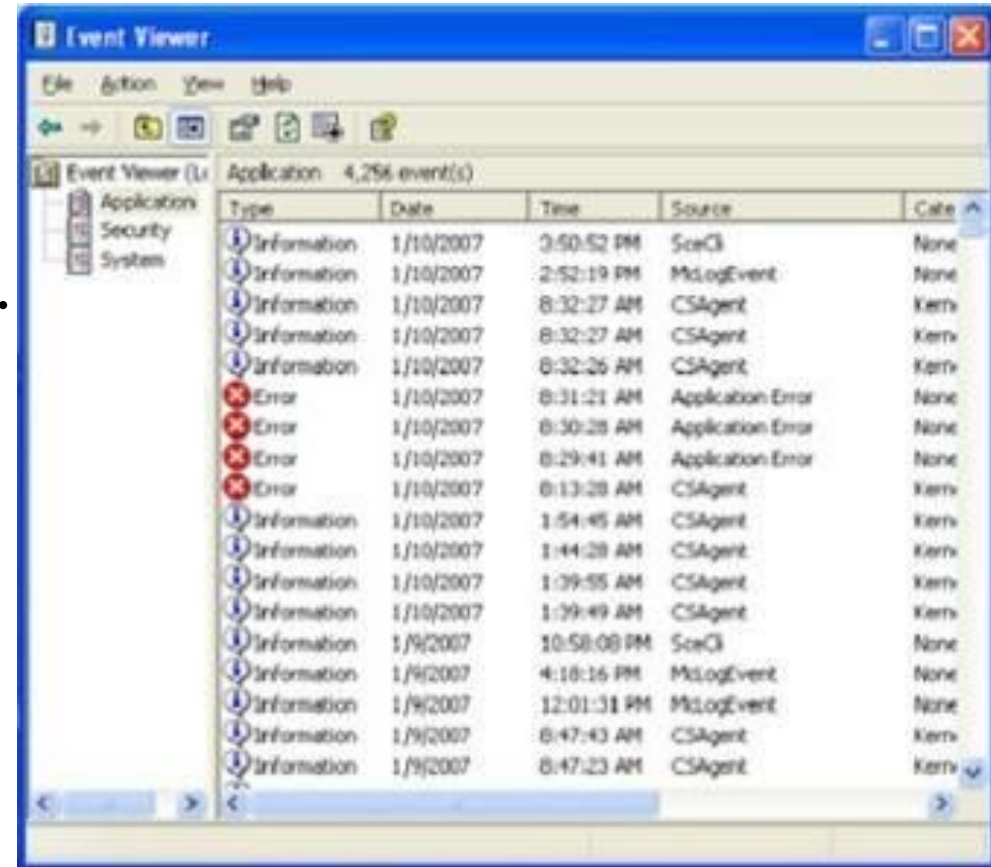 Event Viewer
File Action View Help
Event Viewer (Lo
Application
Security
System
Application 4,256 event(s)
Type Date Time Source Cate
Information 1/10/2007 3:50:52 PM SceCli None
Information 1/10/2007 2:52:19 PM McLogEvent None
Information 1/10/2007 8:32:27 AM CSAgent Kern
Information 1/10/2007 8:32:27 AM CSAgent Kern
Information 1/10/2007 8:32:26 AM CSAgent Kern
Error 1/10/2007 8:31:21 AM Application Error None
Error 1/10/2007 8:30:28 AM Application Error None
Error 1/10/2007 8:29:41 AM Application Error None
Error 1/10/2007 8:13:28 AM CSAgent Kern
Information 1/10/2007 1:54:45 AM CSAgent Kern
Information 1/10/2007 1:44:28 AM CSAgent Kern
Information 1/10/2007 1:39:55 AM CSAgent Kern
Information 1/10/2007 1:39:49 AM CSAgent Kern
Information 1/9/2007 10:58:08 PM SceCli None
Information 1/9/2007 4:18:16 PM McLogEvent None
Information 1/9/2007 12:01:31 PM McLogEvent None
Information 1/9/2007 8:47:43 AM CSAgent Kern
Information 1/9/2007 8:47:23 AM CSAgent Kern